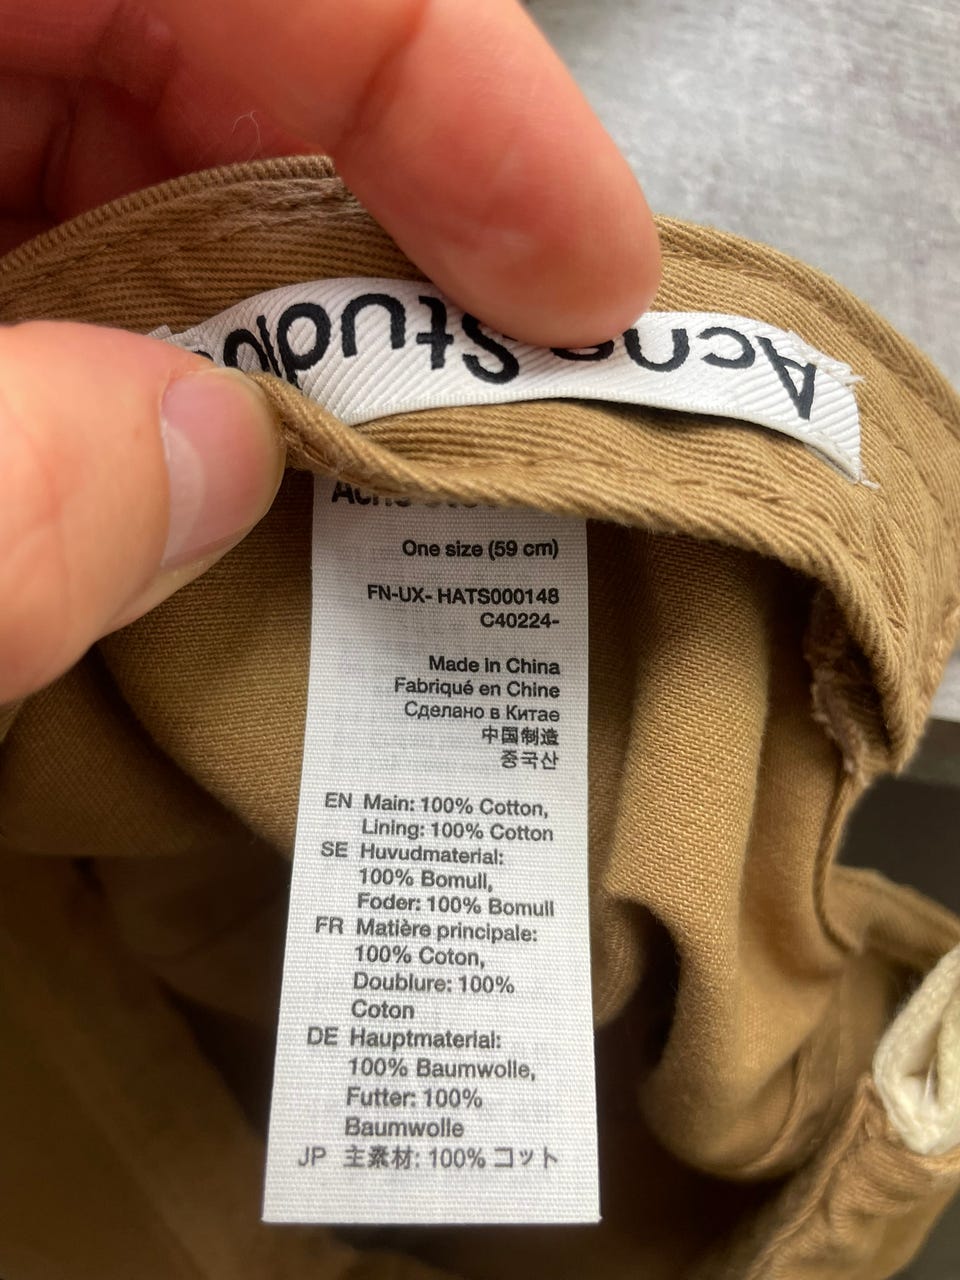 Acne Studio
Acne
One size (59 cm)
FN-UX- HATS000148
C40224-
Made in China
Fabriqué en Chine
Сделано в Китае
中国制造
중국산
EN Main: 100% Cotton,
Lining: 100% Cotton
SE Huvudmaterial:
100% Bomull,
Foder: 100% Bomull
FR Matière principale:
100% Coton,
Doublure: 100%
Coton
DE Hauptmaterial:
100% Baumwolle,
Futter: 100%
Baumwolle
JP 主素材: 100% コット